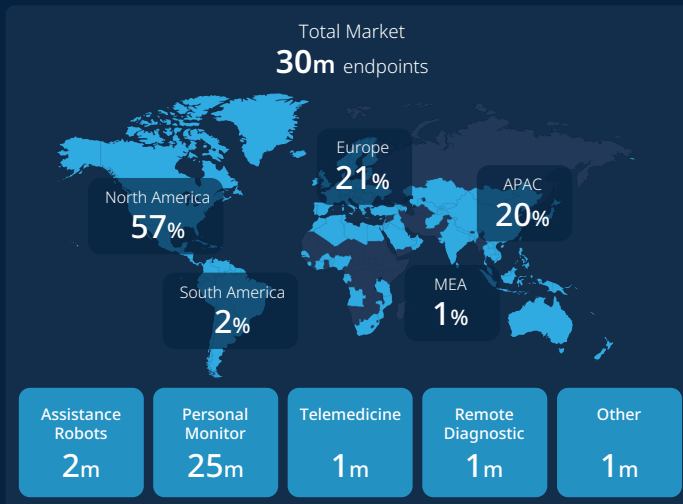 Total Market
30m endpoints
Europe
21%
North America
57%
APAC
20%
South America
2%
MEA
1%
Assistance
Robots
2m
Personal
Monitor
25m
Telemedicine
1m
Remote
Diagnostic
1m
Other
1m